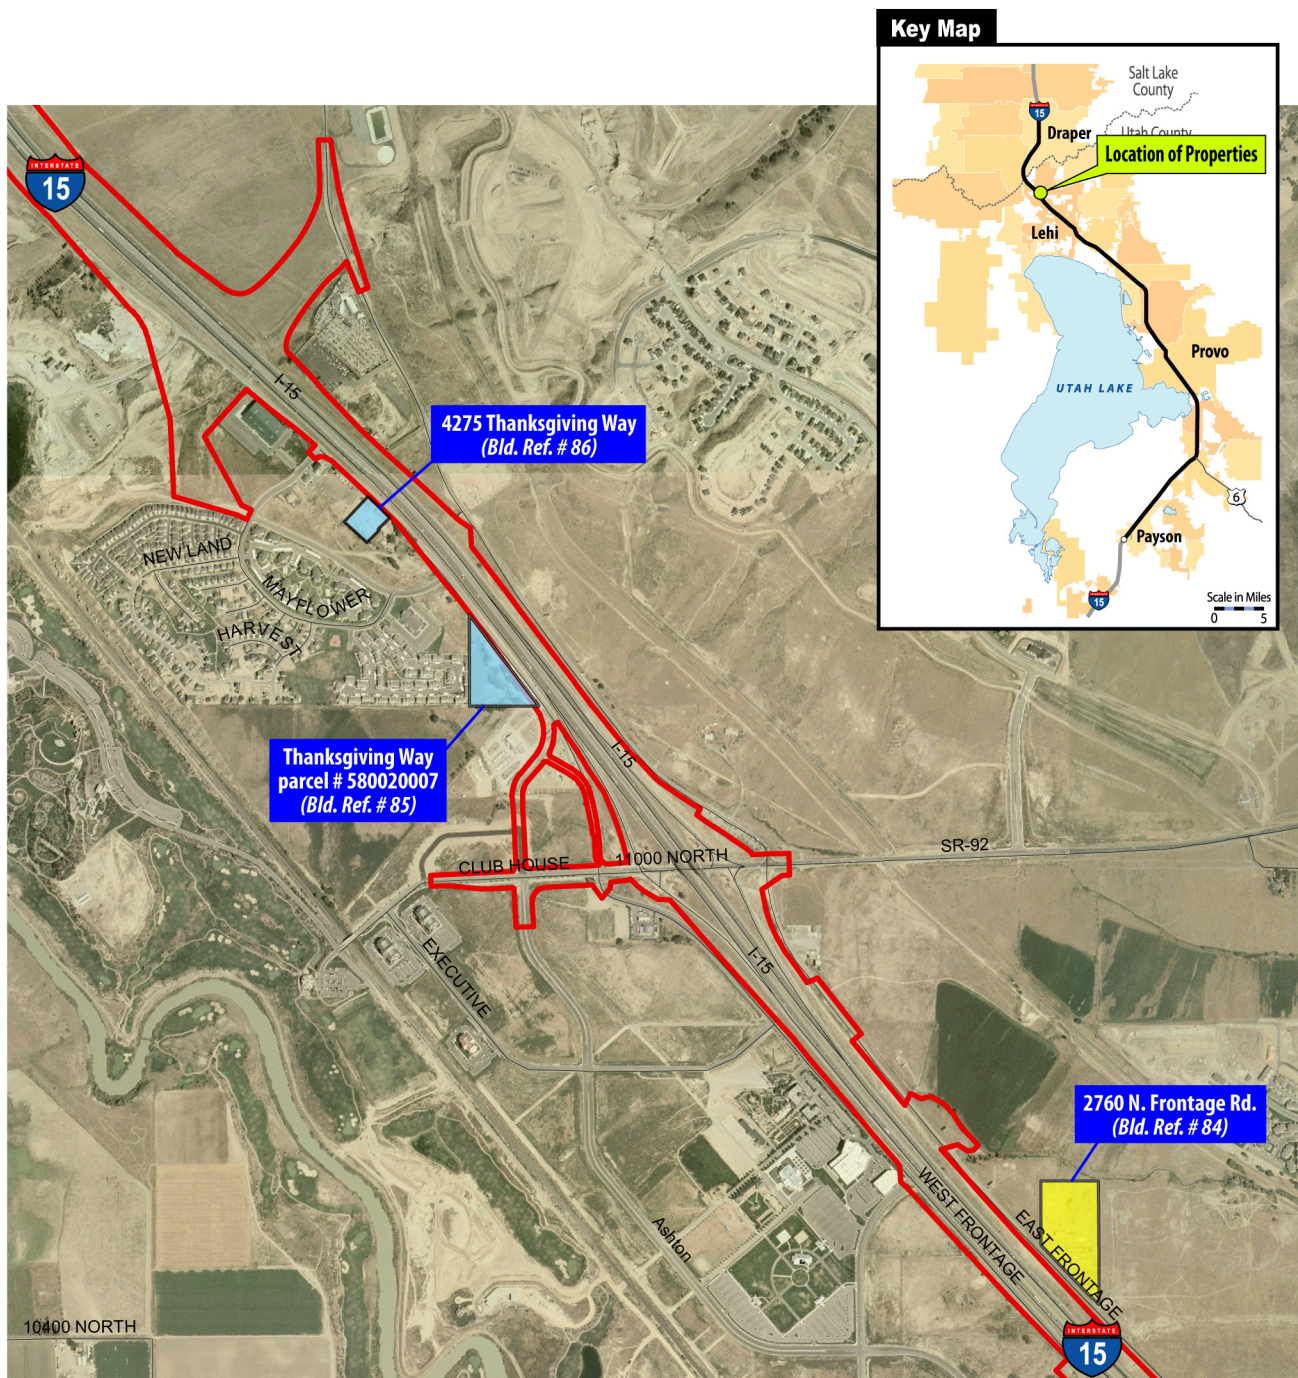 Key Map
Salt Lake
County
15
Draper
Utah County
Location of Properties
Lehi
Provo
UTAH LAKE
6
Payson
15
Scale in Miles
0 5
INTERSTATE
15
I-15
4275 Thanksgiving Way
(Bld. Ref. # 86)
NEW LAND
MAYFLOWER
HARVEST
Thanksgiving Way
parcel # 580020007
(Bld. Ref. # 85)
I-15
CLUB HOUSE
11000 NORTH
SR-92
EXECUTIVE
I-15
2760 N. Frontage Rd.
(Bld. Ref. # 84)
WEST FRONTAGE
EAST FRONTAGE
Ashton
10400 NORTH
INTERSTATE
15